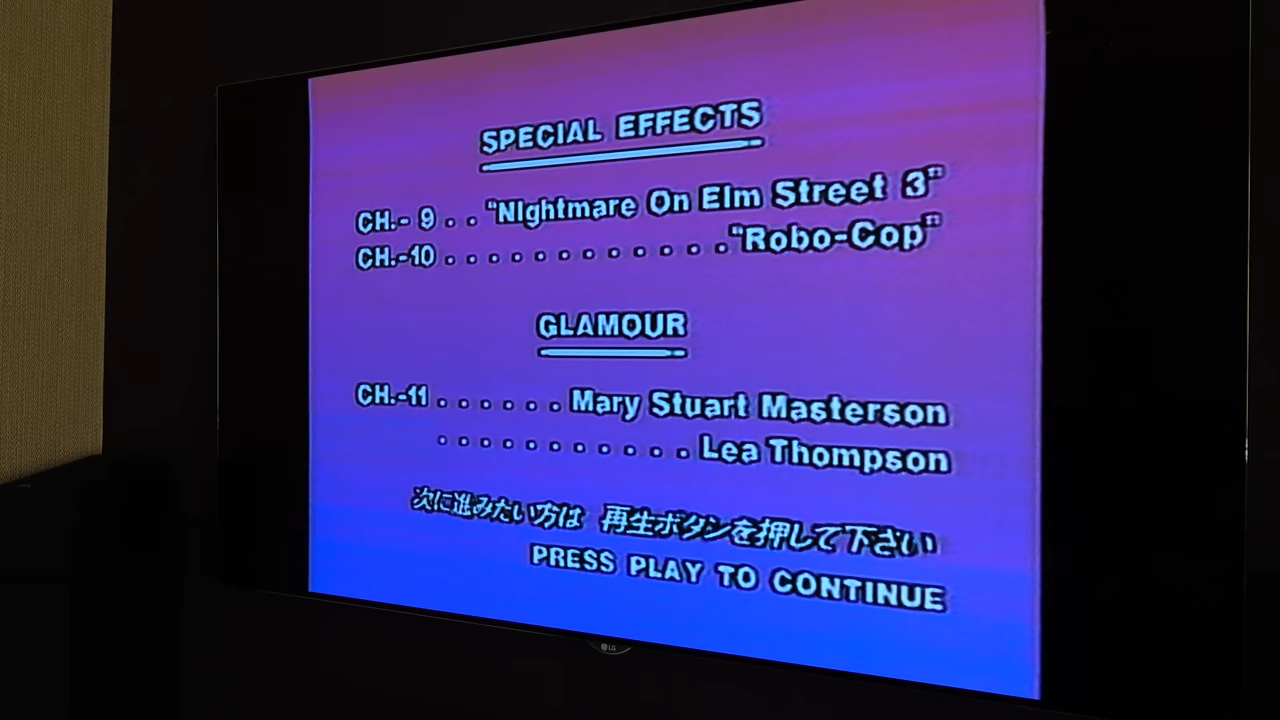 SPECIAL EFFECTS
CH.- 9 . . "NIghtmare On Elm Street 3"
CH.-10 . . . . . . . . . . . . "Robo-Cop"
GLAMOUR
CH.-11 . . . . . . Mary Stuart Masterson
. . . . . . . . . . . Lea Thompson
次に進みたい方は 再生ボタンを押して下さい
PRESS PLAY TO CONTINUE
LG